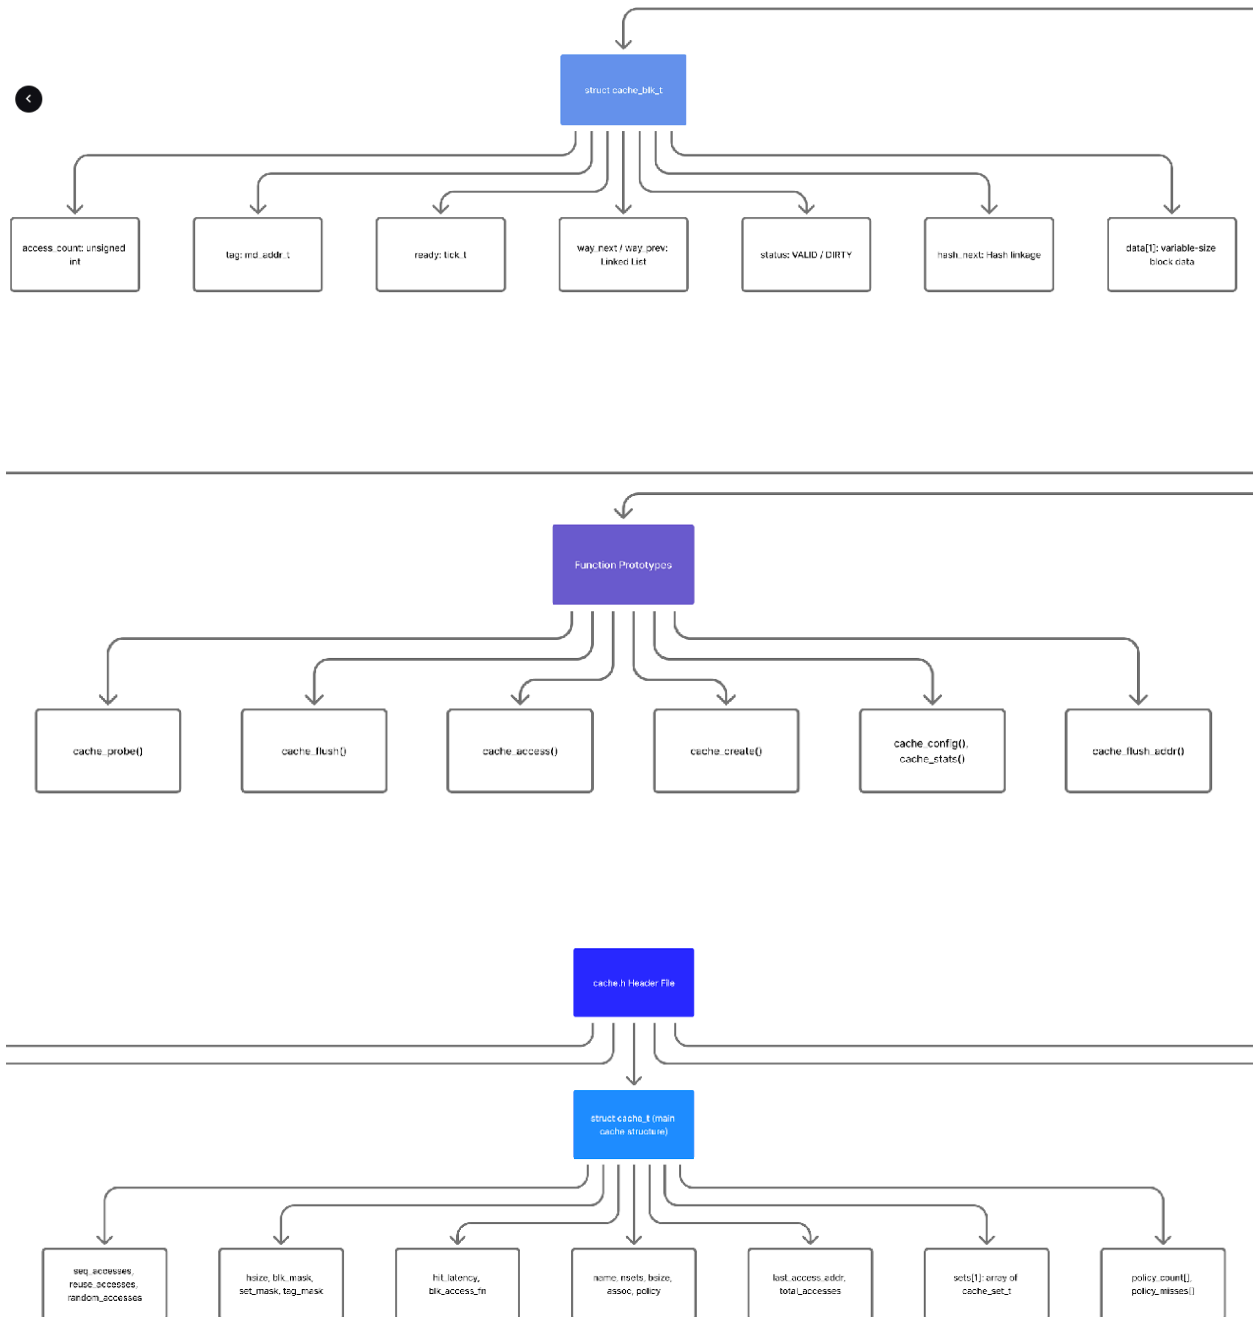 struct cache_blk_t
access_count: unsigned
int
tag: md_addr_t
ready: tick_t
way_next / way_prev:
Linked List
status: VALID / DIRTY
hash_next: Hash linkage
data[1]: variable-size
block data
Function Prototypes
cache_probe()
cache_flush()
cache_access()
cache_create()
cache_config(),
cache_stats()
cache_flush_addr()
cache.h Header File
struct cache_t (main
cache structure)
seq_accesses,
reuse_accesses,
random_accesses
hsize, blk_mask,
set_mask, tag_mask
hit_latency,
blk_access_fn
name, nsets, bsize,
assoc, policy
last_access_addr,
total_accesses
sets[1]: array of
cache_set_t
policy_count[],
policy_misses[]